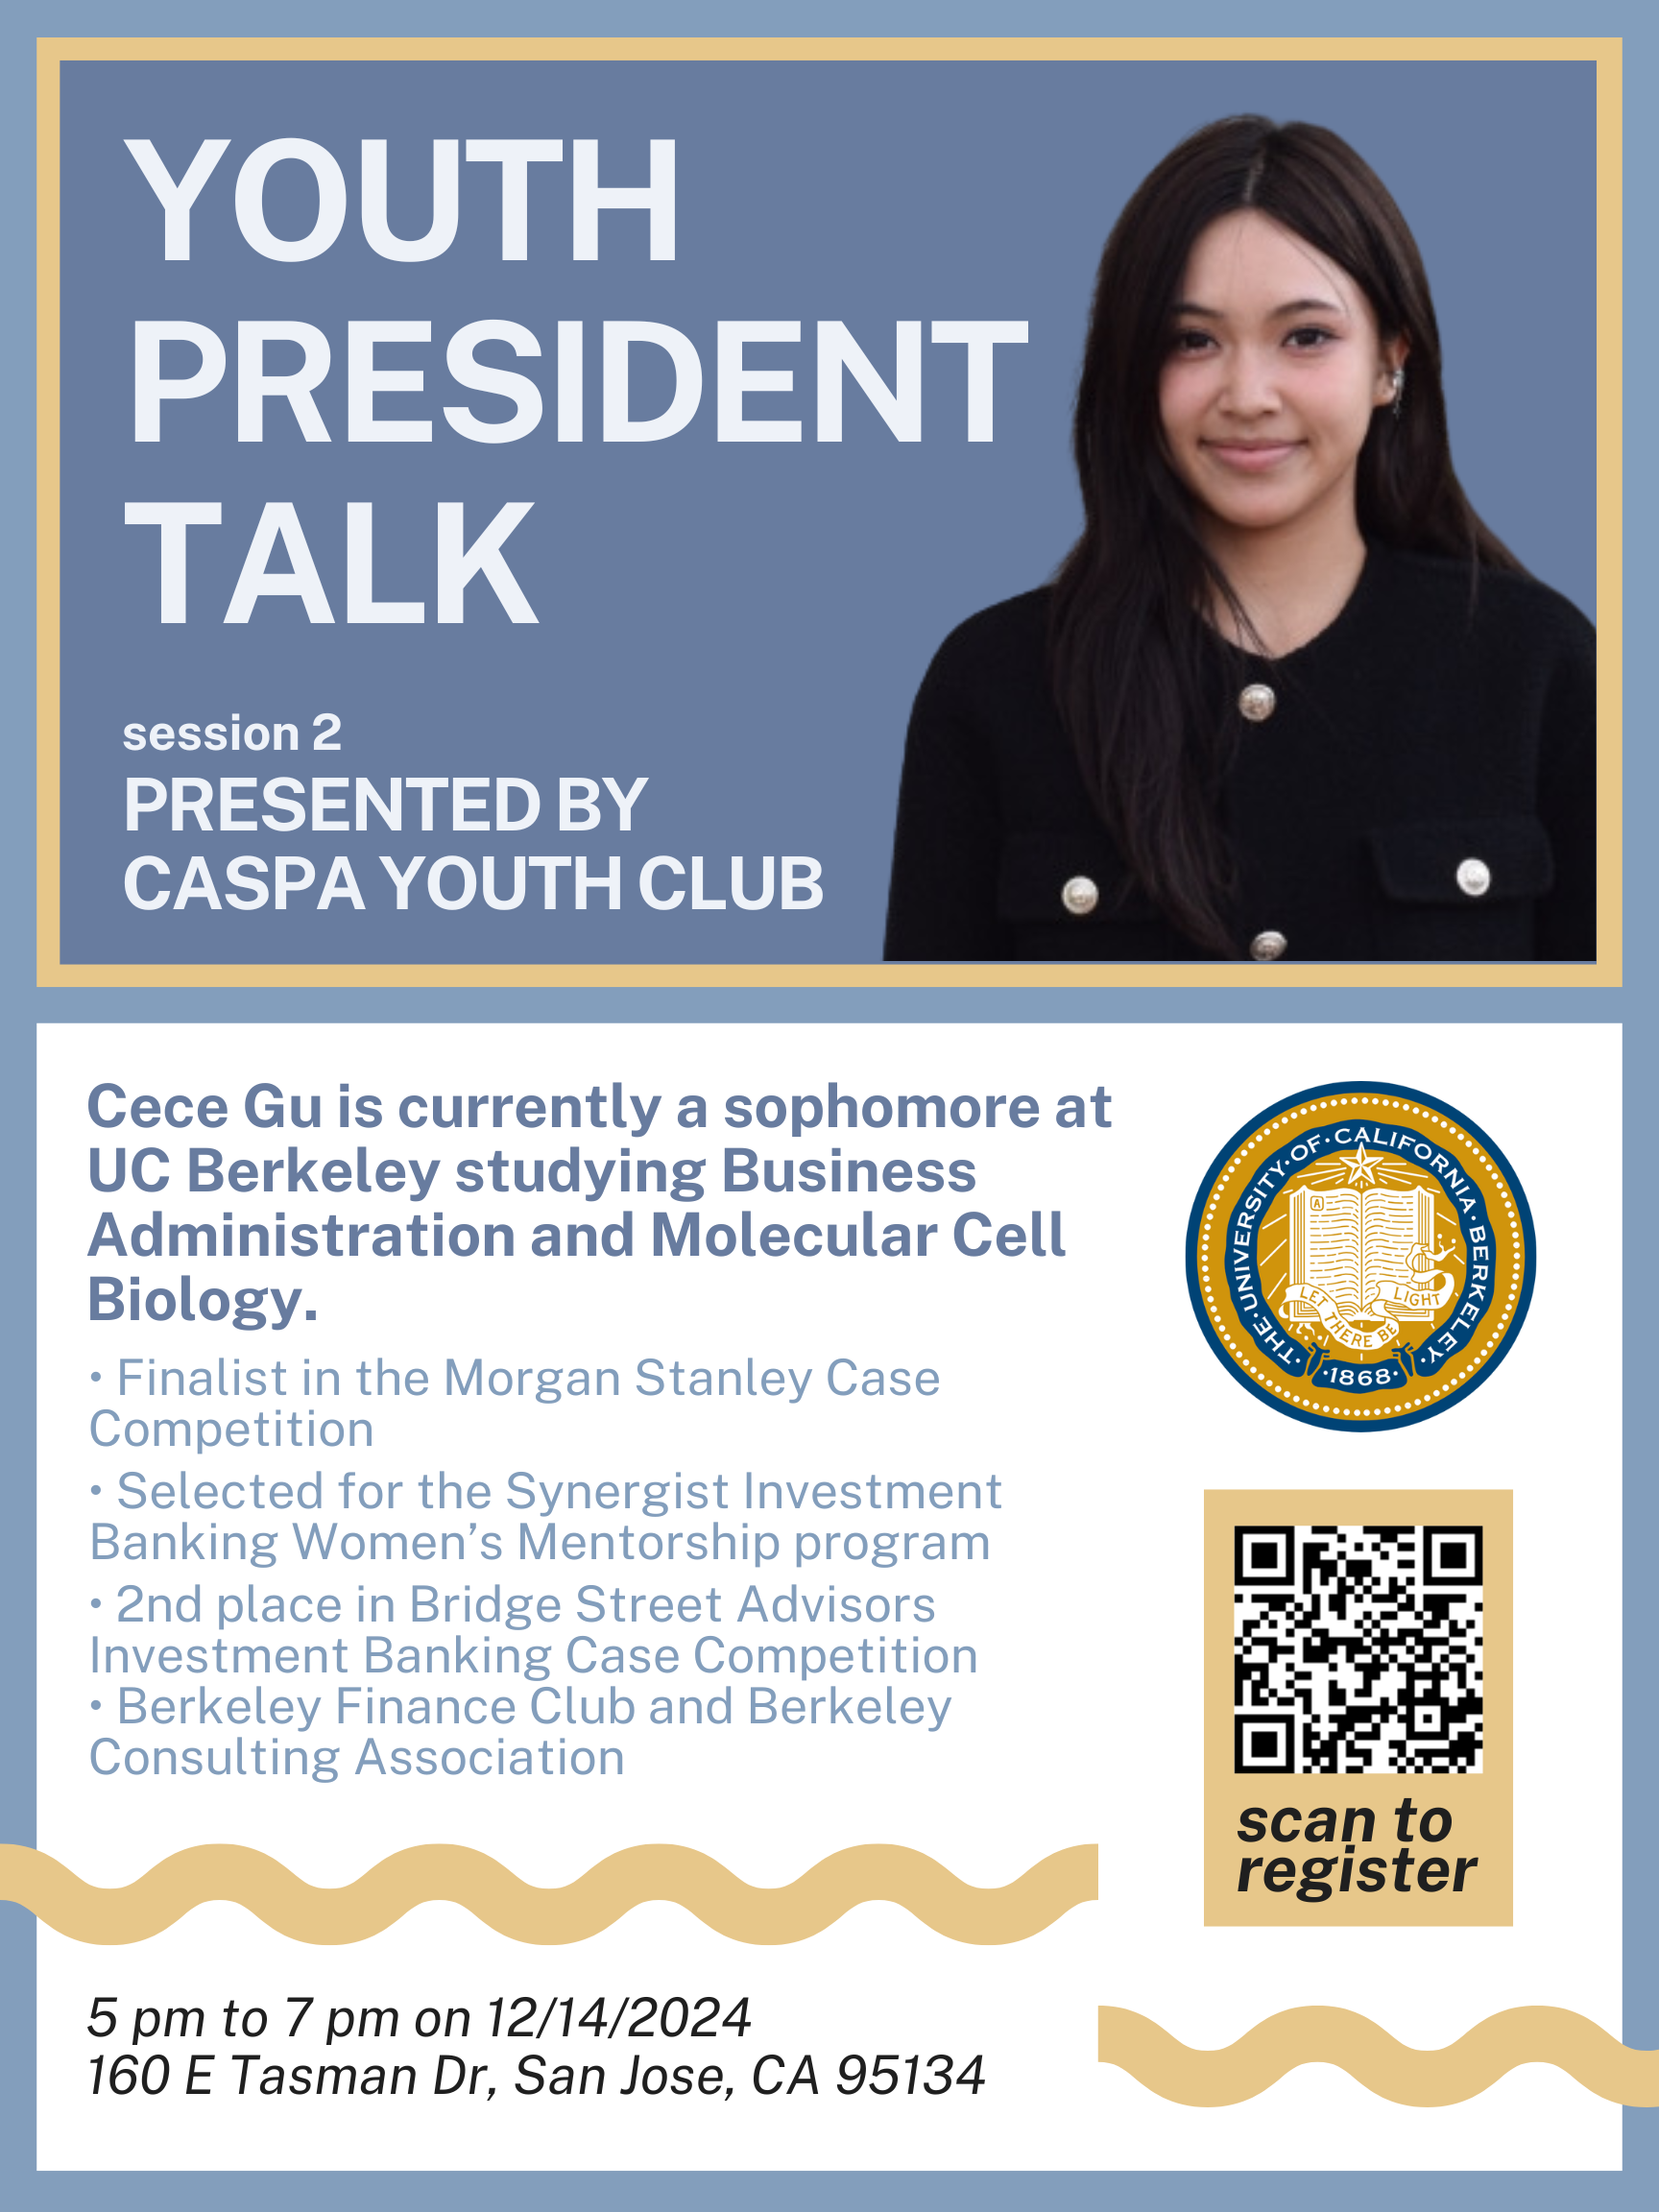 YOUTH
PRESIDENT
TALK
session 2
PRESENTED BY
CASPA YOUTH CLUB
Cece Gu is currently a sophomore at
UC Berkeley studying Business
Administration and Molecular Cell
Biology.
• Finalist in the Morgan Stanley Case
Competition
• Selected for the Synergist Investment
Banking Women’s Mentorship program
• 2nd place in Bridge Street Advisors
Investment Banking Case Competition
• Berkeley Finance Club and Berkeley
Consulting Association
THE·UNIVERSITY·OF·CALIFORNIA·BERKELEY
A
LET THERE BE LIGHT
·1868·
scan to
register
5 pm to 7 pm on 12/14/2024
160 E Tasman Dr, San Jose, CA 95134